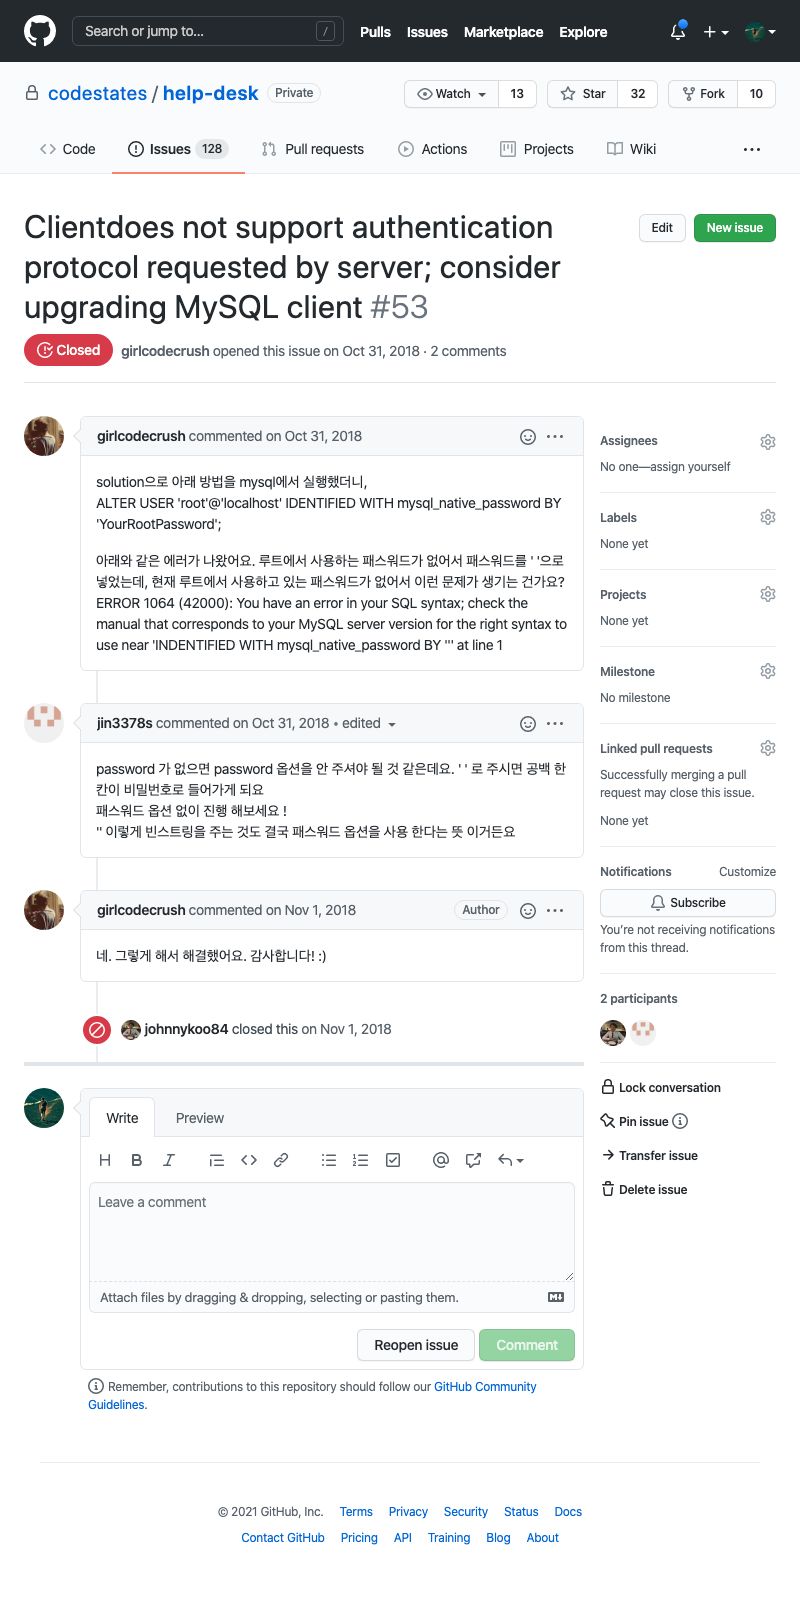 Search or jump to...
/
Pulls
Issues
Marketplace
Explore
codestates / help-desk
Private
Watch
13
Star
32
Fork
10
Code
Issues 128
Pull requests
Actions
Projects
Wiki
Clientdoes not support authentication
protocol requested by server; consider
upgrading MySQL client #53
Edit
New issue
Closed
girlcodecrush opened this issue on Oct 31, 2018 · 2 comments
girlcodecrush commented on Oct 31, 2018
solution으로 아래 방법을 mysql에서 실행했더니,
ALTER USER 'root'@'localhost' IDENTIFIED WITH mysql_native_password BY
'YourRootPassword';
아래와 같은 에러가 나왔어요. 루트에서 사용하는 패스워드가 없어서 패스워드를 ' '으로
넣었는데, 현재 루트에서 사용하고 있는 패스워드가 없어서 이런 문제가 생기는 건가요?
ERROR 1064 (42000): You have an error in your SQL syntax; check the
manual that corresponds to your MySQL server version for the right syntax to
use near 'INDENTIFIED WITH mysql_native_password BY ''' at line 1
jin3378s commented on Oct 31, 2018 • edited
password 가 없으면 password 옵션을 안 주셔야 될 것 같은데요. ' ' 로 주시면 공백 한
칸이 비밀번호로 들어가게 되요
패스워드 옵션 없이 진행 해보세요 !
'' 이렇게 빈스트링을 주는 것도 결국 패스워드 옵션을 사용 한다는 뜻 이거든요
girlcodecrush commented on Nov 1, 2018
Author
네. 그렇게 해서 해결했어요. 감사합니다! :)
johnnykoo84 closed this on Nov 1, 2018
Assignees
No one—assign yourself
Labels
None yet
Projects
None yet
Milestone
No milestone
Linked pull requests
Successfully merging a pull
request may close this issue.
None yet
Notifications
Customize
Subscribe
You're not receiving notifications
from this thread.
2 participants
Lock conversation
Pin issue
Transfer issue
Delete issue
Write
Preview
H B I
Leave a comment
Attach files by dragging & dropping, selecting or pasting them.
Reopen issue
Comment
Remember, contributions to this repository should follow our GitHub Community
Guidelines.
© 2021 GitHub, Inc.
Terms
Privacy
Security
Status
Docs
Contact GitHub
Pricing
API
Training
Blog
About